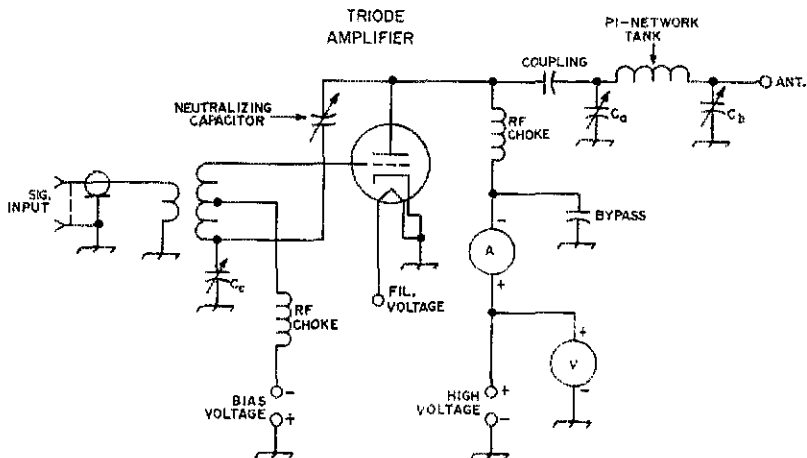 TRIODE
AMPLIFIER
PI-NETWORK
TANK
COUPLING
ANT.
NEUTRALIZING
CAPACITOR
RF
CHOKE
Ca
Cb
SIG.
INPUT
BYPASS
-
A
+
Cc
FIL.
VOLTAGE
RF
CHOKE
+
V
-
BIAS
VOLTAGE
-
+
HIGH
VOLTAGE
+
-